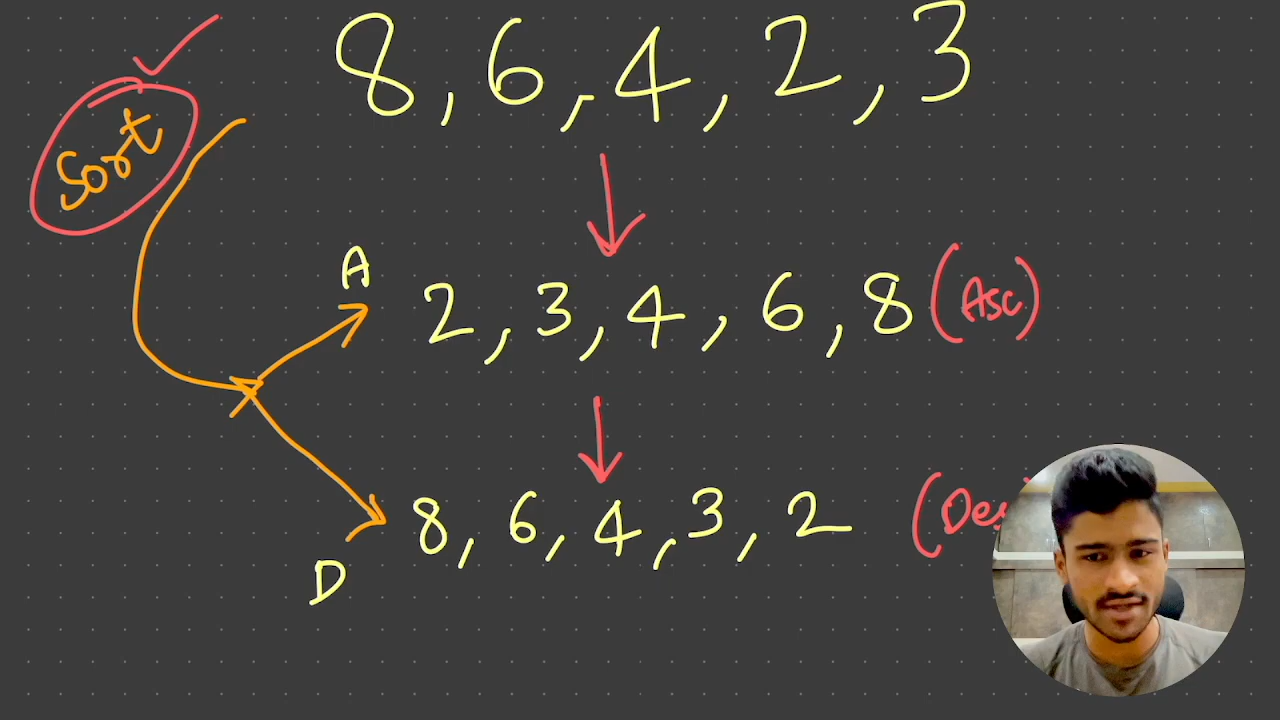 8, 6, 4, 2, 3
Sort
A
2, 3, 4, 6, 8 (Asc)
8, 6, 4, 3, 2
D